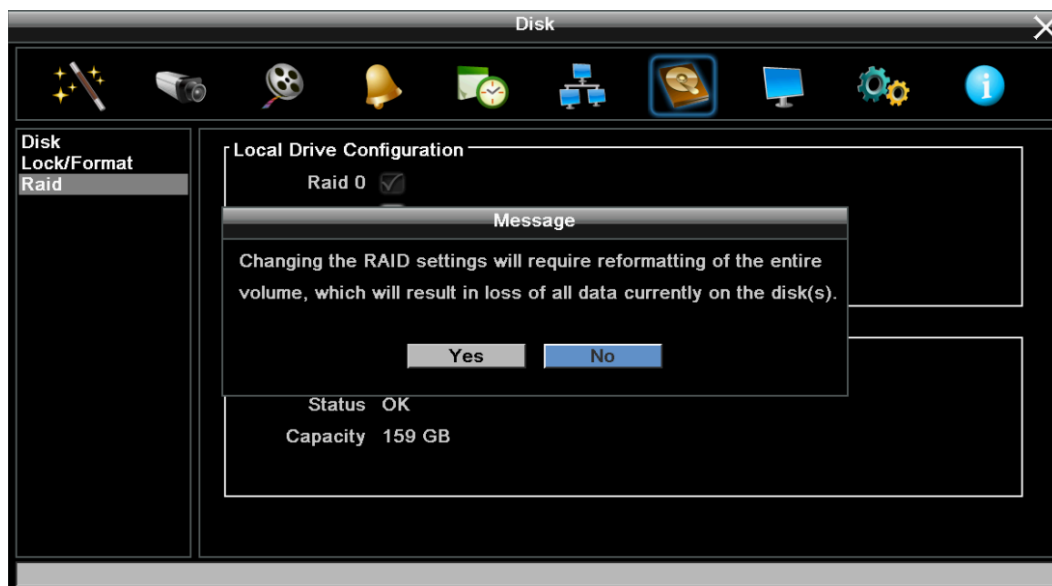 Disk
Disk
Lock/Format
Raid
Local Drive Configuration
Raid 0
Message
Changing the RAID settings will require reformatting of the entire
volume, which will result in loss of all data currently on the disk(s).
Yes No
Status OK
Capacity 159 GB